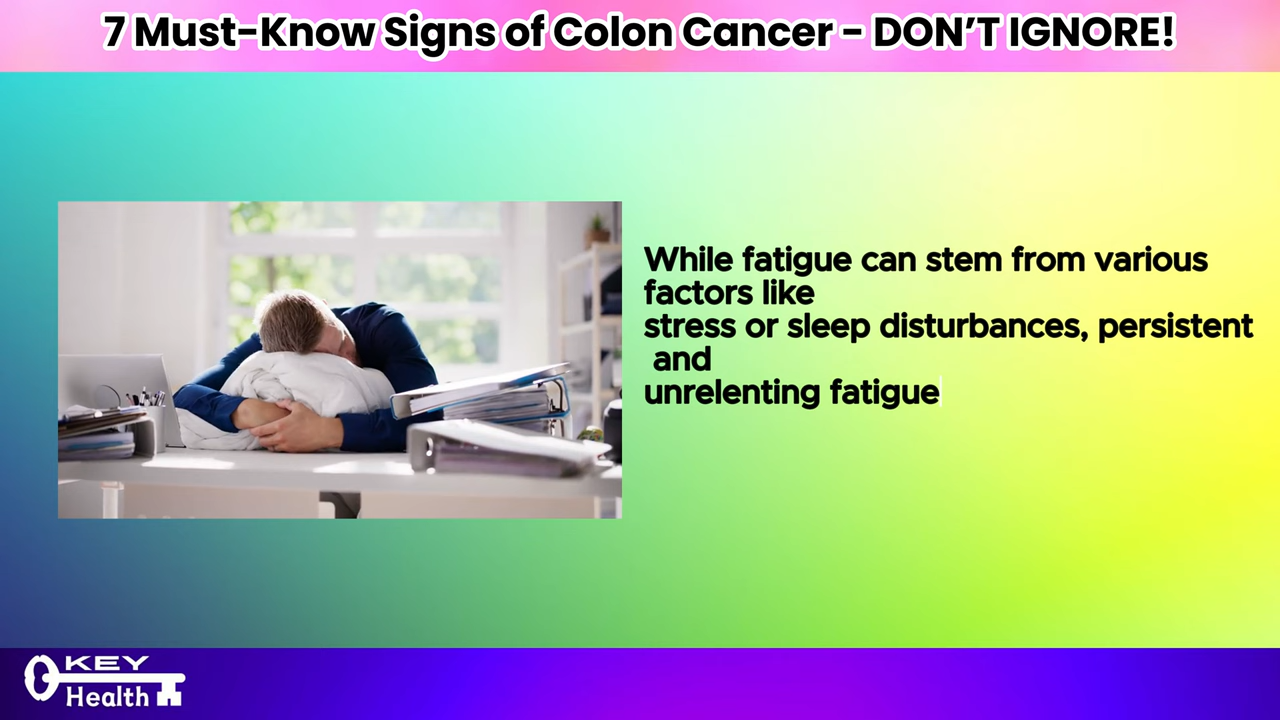 7 Must-Know Signs of Colon Cancer - DON'T IGNORE!
While fatigue can stem from various
factors like
stress or sleep disturbances, persistent
and
unrelenting fatigue
KEY
Health